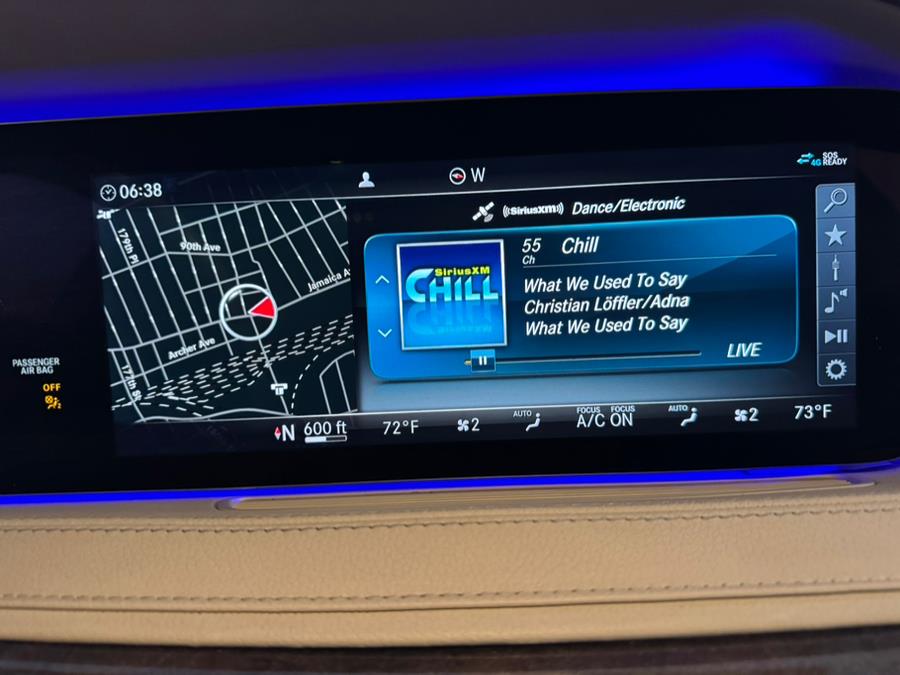 06:38
W
4G
SOS
READY
(((SiriusXM))) Dance/Electronic
179th Pl
90th Ave
Jamaica A
Archer Ave
177th St
SiriusXM
CHILL
55
Ch
Chill
What We Used To Say
Christian Löffler/Adna
What We Used To Say
LIVE
PASSENGER
AIR BAG
OFF
N
600 ft
72°F
2
AUTO
FOCUS FOCUS
A/C ON
AUTO
2
73°F